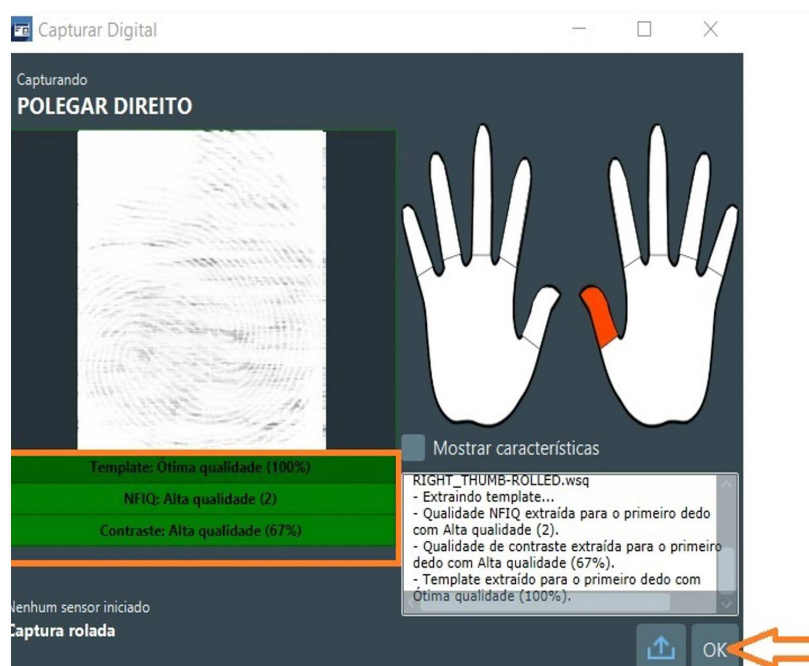 Capturar Digital
Capturando
POLEGAR DIREITO
Template: Ótima qualidade (100%)
NFIQ: Alta qualidade (2)
Contraste: Alta qualidade (67%)
Mostrar características
RIGHT_THUMB-ROLLED.wsq
- Extraindo template...
- Qualidade NFIQ extraída para o primeiro dedo
com Alta qualidade (2).
- Qualidade de contraste extraída para o primeiro
dedo com Alta qualidade (67%).
- Template extraído para o primeiro dedo com
Ótima qualidade (100%).
Nenhum sensor iniciado
Captura rolada
OK